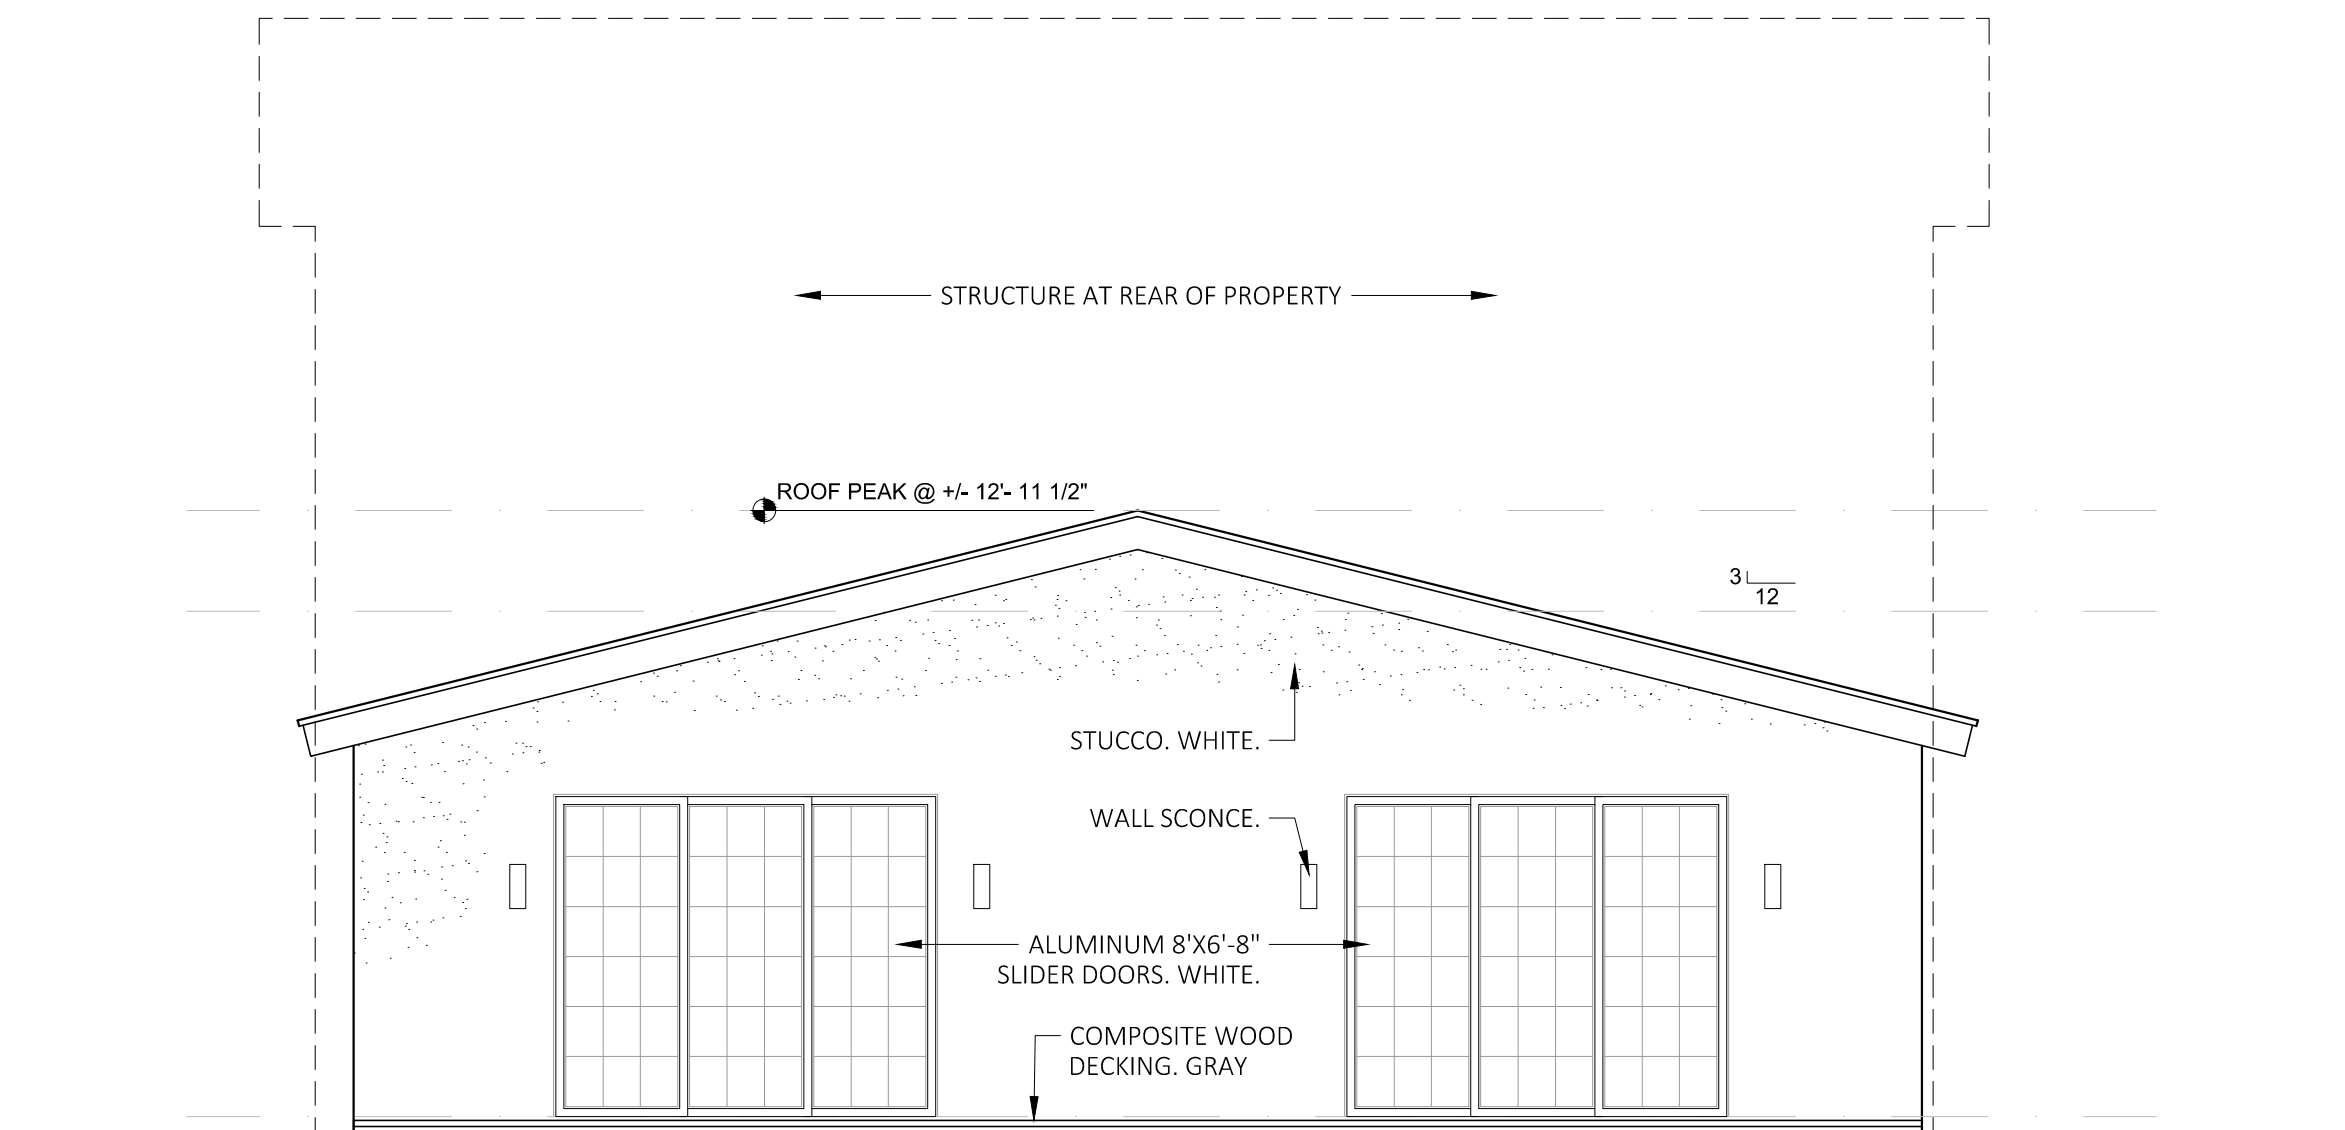 STRUCTURE AT REAR OF PROPERTY
ROOF PEAK @ +/- 12'- 11 1/2"
3
12
STUCCO. WHITE.
WALL SCONCE.
ALUMINUM 8'X6'-8"
SLIDER DOORS. WHITE.
COMPOSITE WOOD
DECKING. GRAY